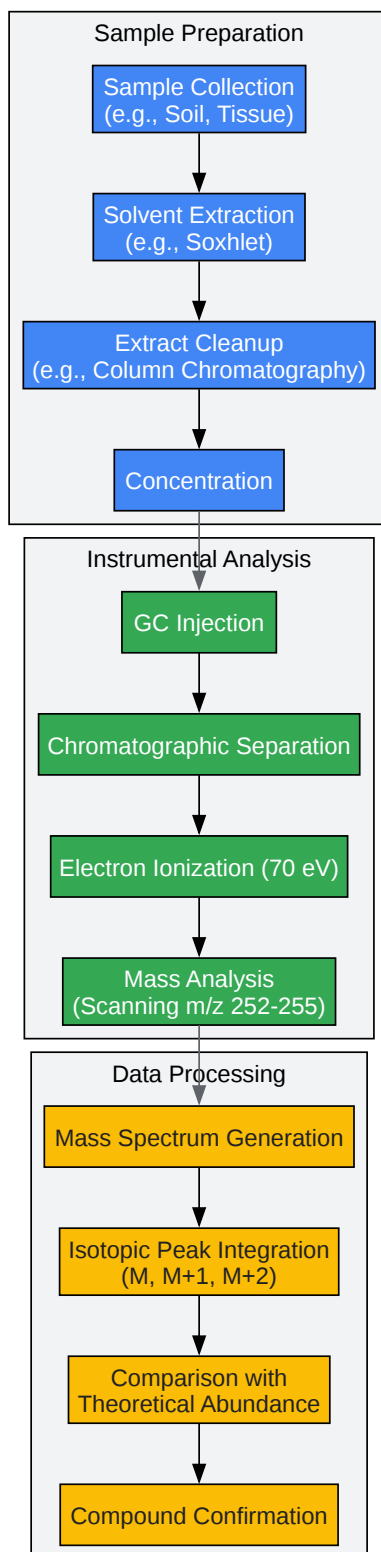 Sample Preparation
Sample Collection
(e.g., Soil, Tissue)
Solvent Extraction
(e.g., Soxhlet)
Extract Cleanup
(e.g., Column Chromatography)
Concentration
Instrumental Analysis
GC Injection
Chromatographic Separation
Electron Ionization (70 eV)
Mass Analysis
(Scanning m/z 252-255)
Data Processing
Mass Spectrum Generation
Isotopic Peak Integration
(M, M+1, M+2)
Comparison with
Theoretical Abundance
Compound Confirmation